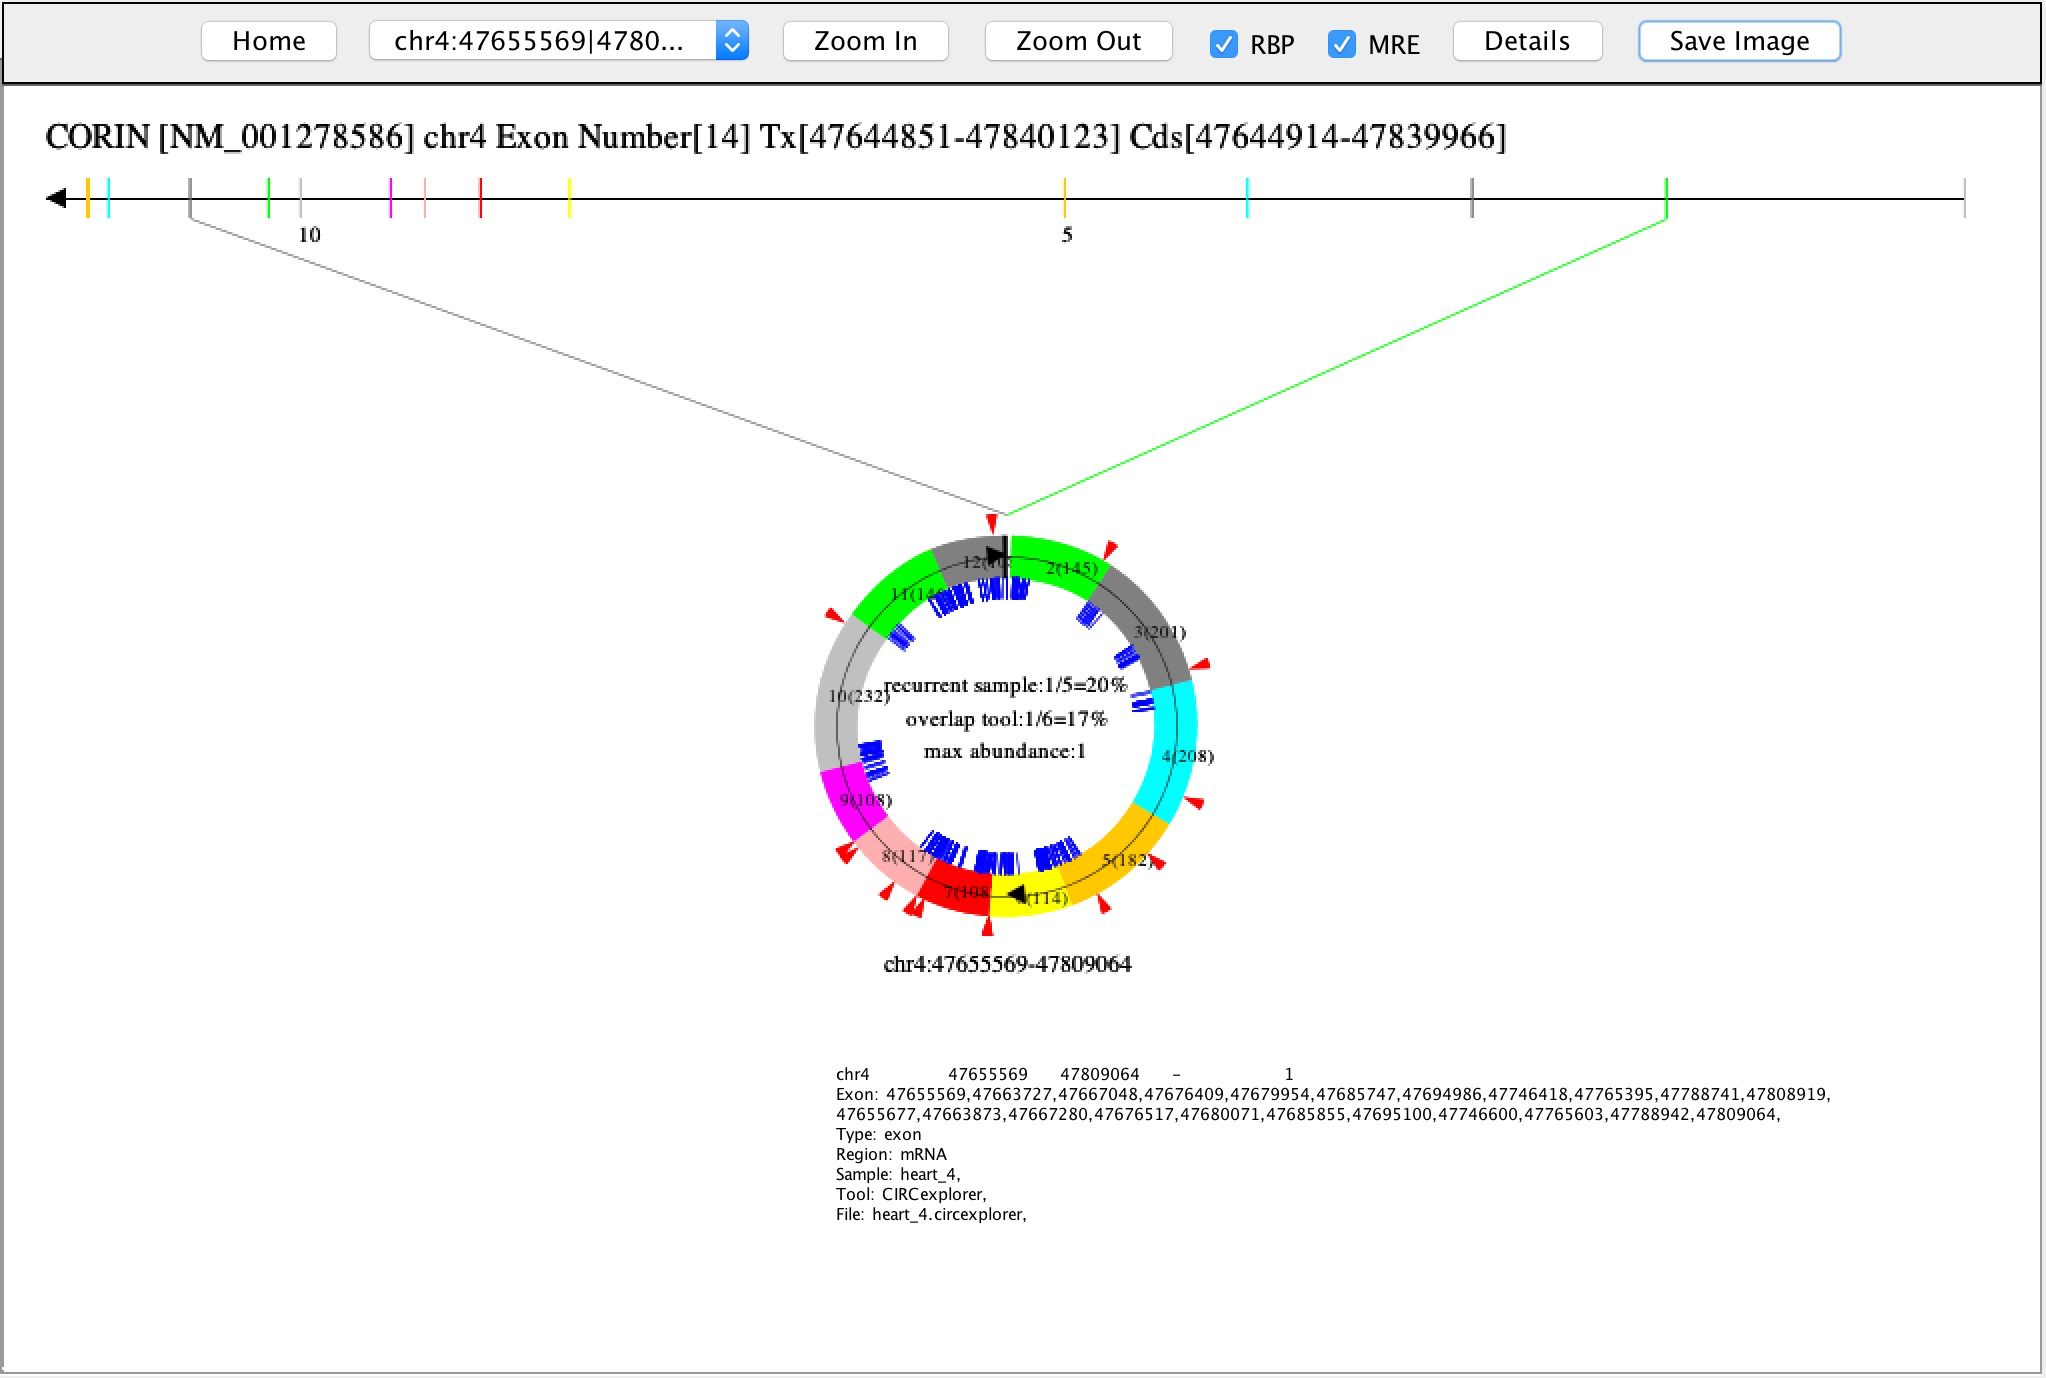 Home chr4:47655569|4780... Zoom In Zoom Out RBP MRE Details Save Image
CORIN [NM_001278586] chr4 Exon Number[14] Tx[47644851-47840123] Cds[47644914-47839966]
10 5
12(10
2(145)
11(14
3(201)
recurrent sample:1/5=20%
10(232)
overlap tool:1/6=17%
max abundance:1
4(208)
9(108)
8(117)
5(182)
7(108
(114)
chr4:47655569-47809064
chr4 47655569 47809064 - 1
Exon: 47655569,47663727,47667048,47676409,47679954,47685747,47694986,47746418,47765395,47788741,47808919,
47655677,47663873,47667280,47676517,47680071,47685855,47695100,47746600,47765603,47788942,47809064,
Type: exon
Region: mRNA
Sample: heart_4,
Tool: CIRCexplorer,
File: heart_4.circexplorer,